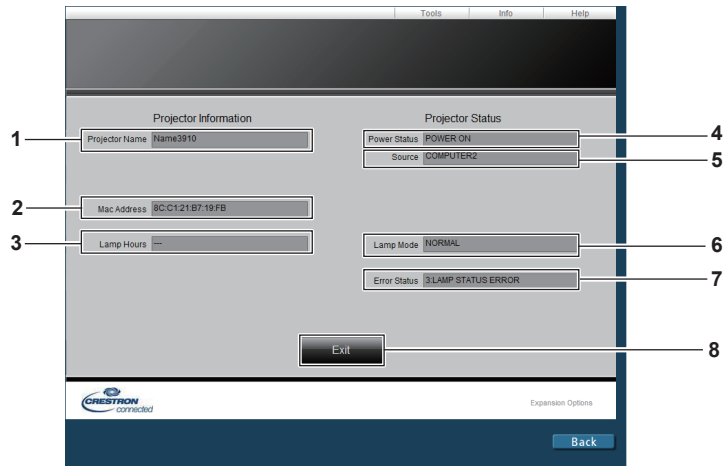 Tools Info Help
Projector Information Projector Status
1 Projector Name Name3910 Power Status POWER ON 4
Source COMPUTER2 5
2 Mac Address 8C:C1:21:B7:19:FB
3 Lamp Hours --- Lamp Mode NORMAL 6
Error Status 3:LAMP STATUS ERROR 7
Exit 8
CRESTRON
connected
Expansion Options
Back